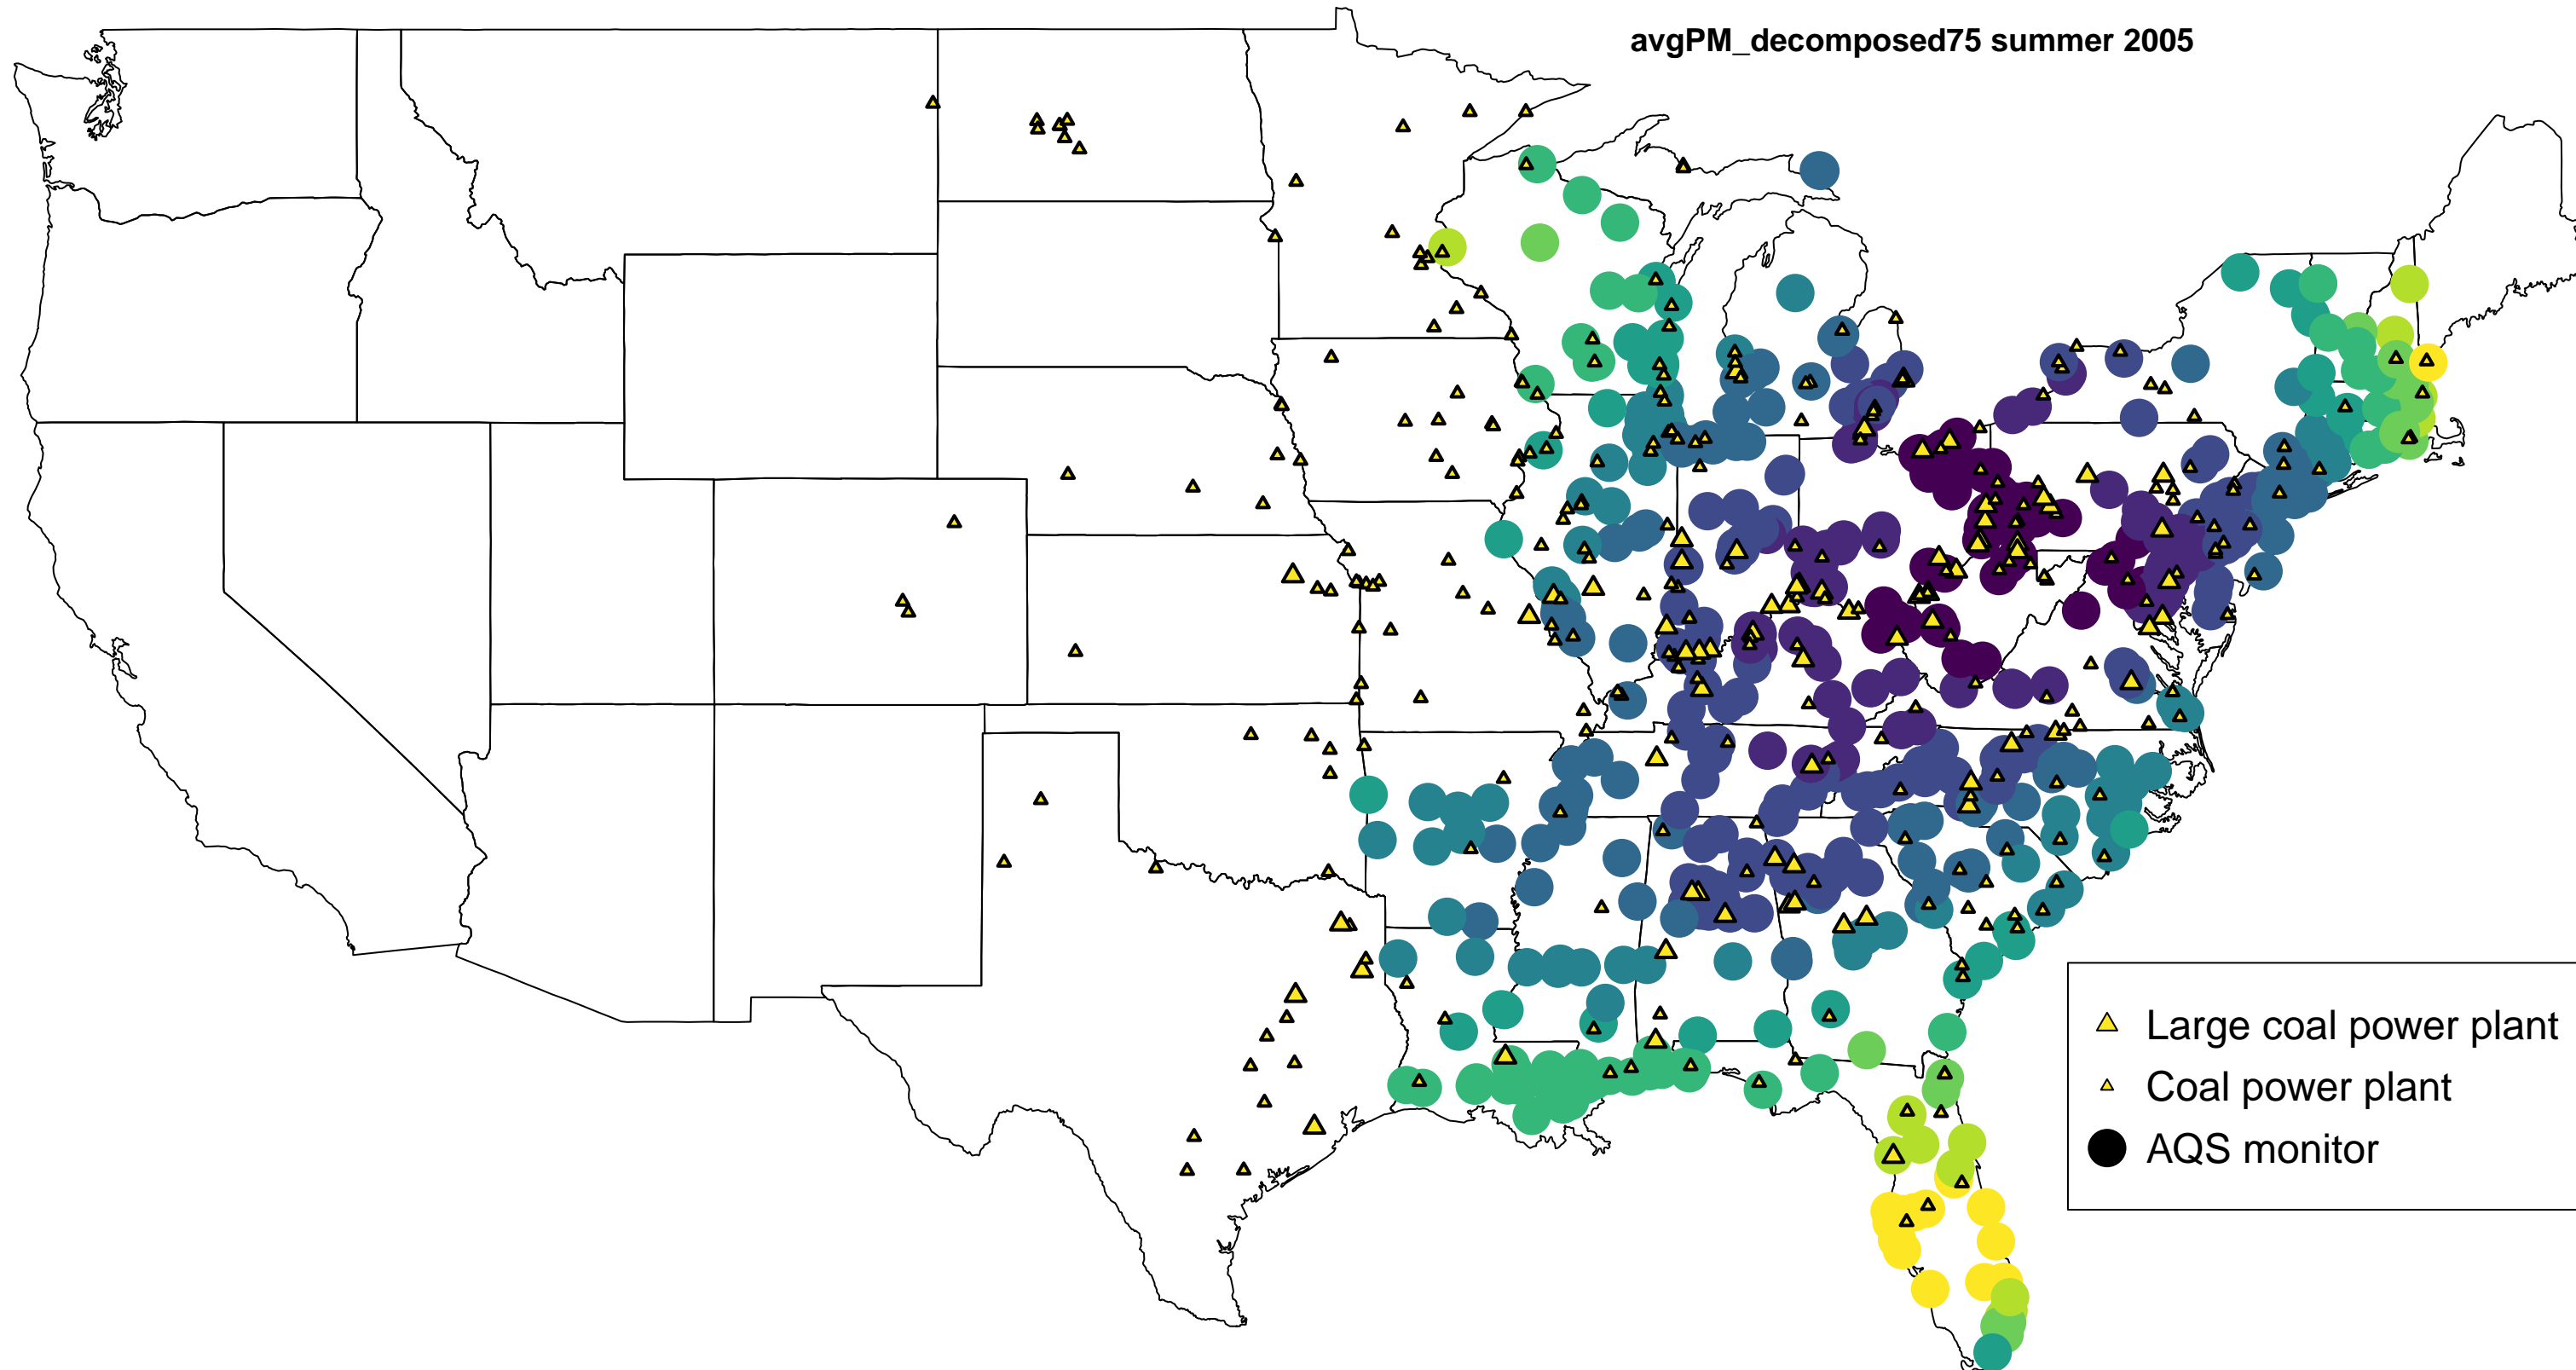 avgPM_decomposed75 summer 2005
Large coal power plant
Coal power plant
AQS monitor